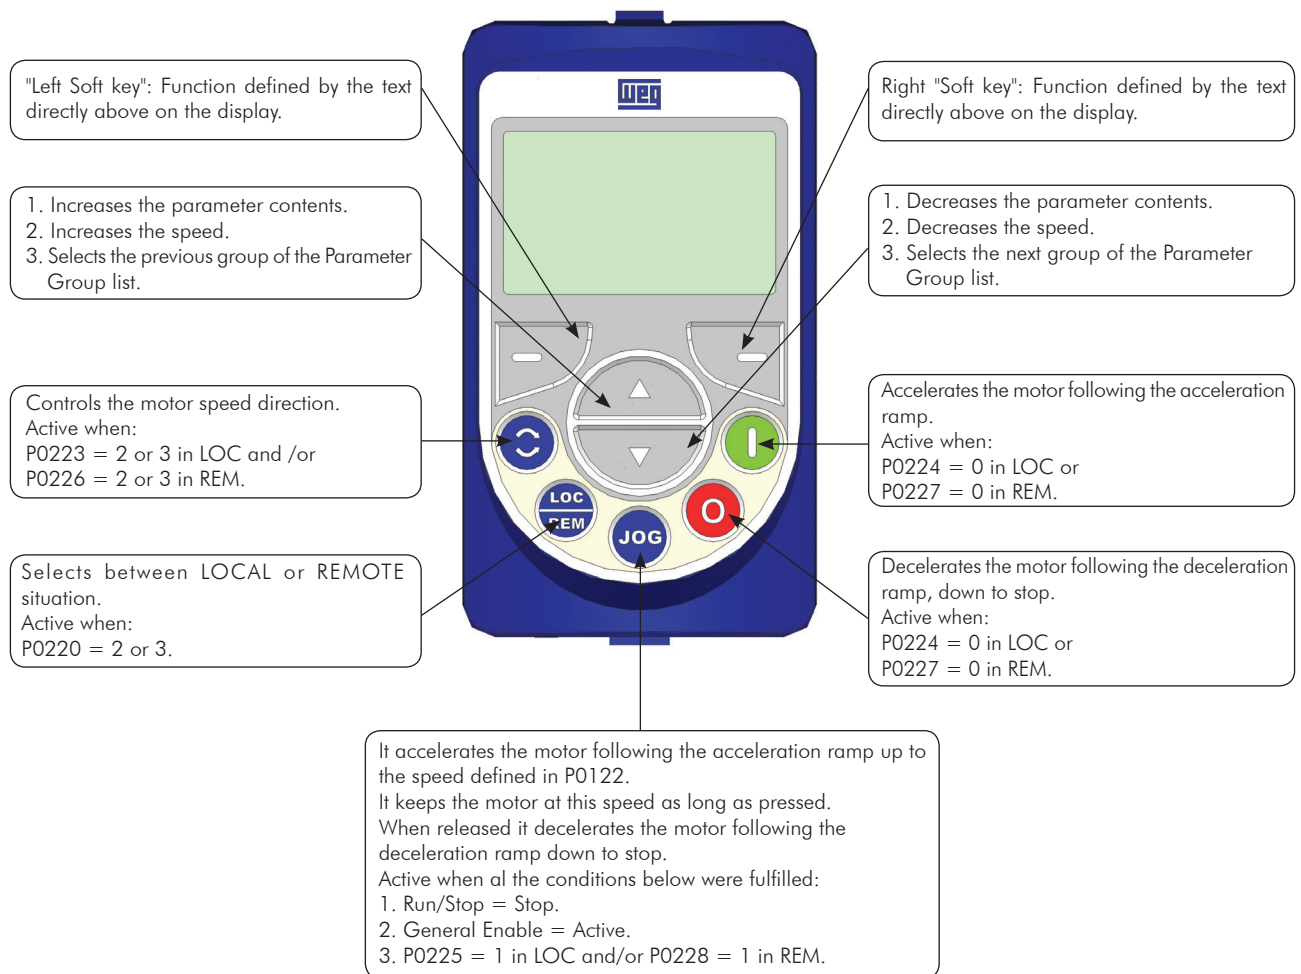 "Left Soft key": Function defined by the text
directly above on the display.
1. Increases the parameter contents.
2. Increases the speed.
3. Selects the previous group of the Parameter
Group list.
Controls the motor speed direction.
Active when:
P0223 = 2 or 3 in LOC and /or
P0226 = 2 or 3 in REM.
Selects between LOCAL or REMOTE
situation.
Active when:
P0220 = 2 or 3.
weg
LOC
REM
JOG
Right "Soft key": Function defined by the text
directly above on the display.
1. Decreases the parameter contents.
2. Decreases the speed.
3. Selects the next group of the Parameter
Group list.
Accelerates the motor following the acceleration
ramp.
Active when:
P0224 = 0 in LOC or
P0227 = 0 in REM.
Decelerates the motor following the deceleration
ramp, down to stop.
Active when:
P0224 = 0 in LOC or
P0227 = 0 in REM.
It accelerates the motor following the acceleration ramp up to
the speed defined in P0122.
It keeps the motor at this speed as long as pressed.
When released it decelerates the motor following the
deceleration ramp down to stop.
Active when al the conditions below were fulfilled:
1. Run/Stop = Stop.
2. General Enable = Active.
3. P0225 = 1 in LOC and/or P0228 = 1 in REM.